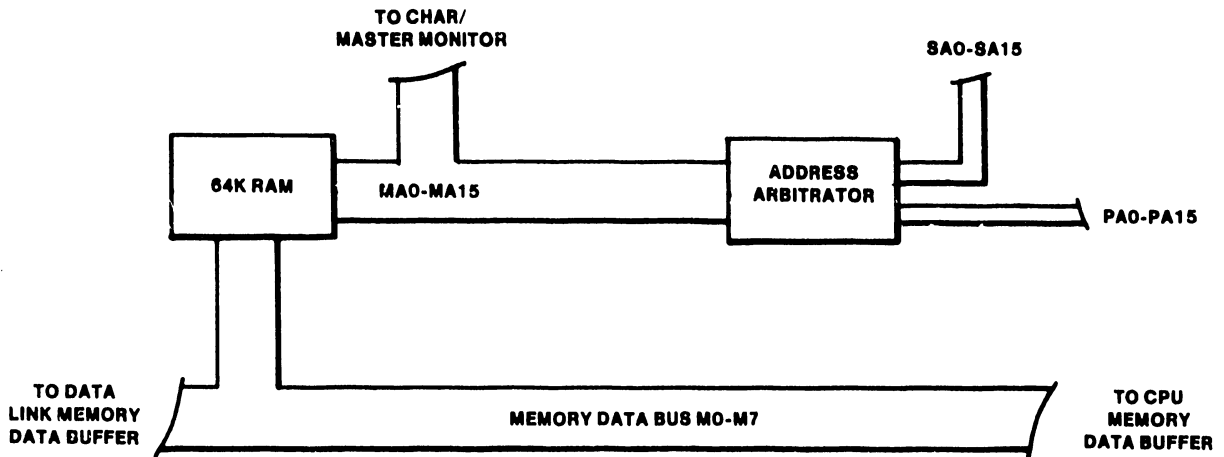 TO CHAR/
MASTER MONITOR
SA0-SA15
64K RAM
MA0-MA15
ADDRESS
ARBITRATOR
PA0-PA15
TO DATA
LINK MEMORY
DATA BUFFER
MEMORY DATA BUS M0-M7
TO CPU
MEMORY
DATA BUFFER